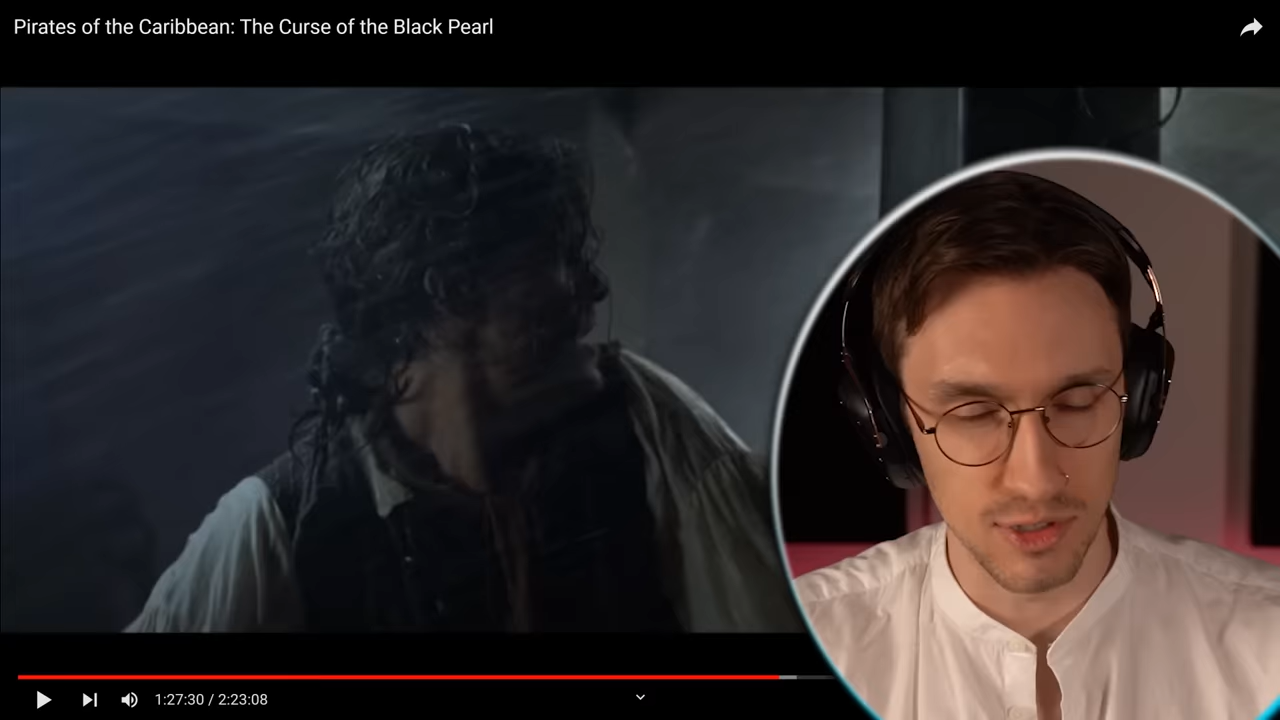 Pirates of the Caribbean: The Curse of the Black Pearl
1:27:30 / 2:23:08